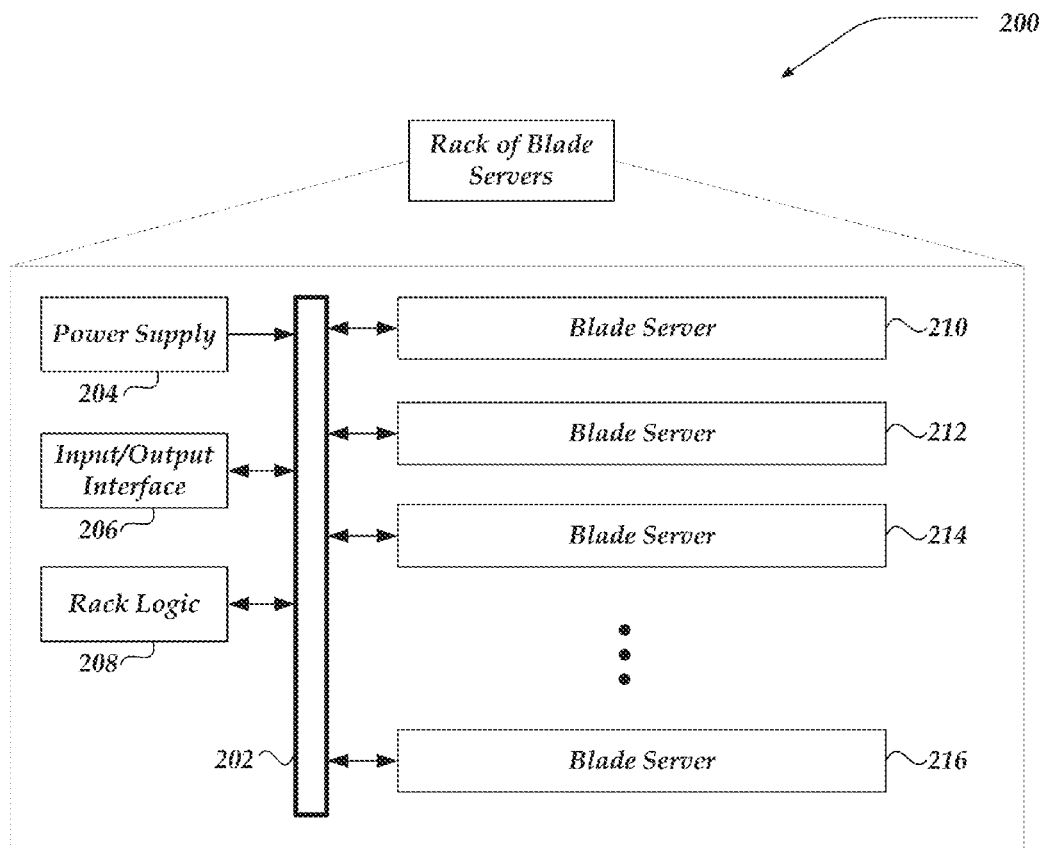 200
Rack of Blade
Servers
Power Supply
204
Input/Output
Interface
206
Rack Logic
208
202
Blade Server
210
Blade Server
212
Blade Server
214
Blade Server
216